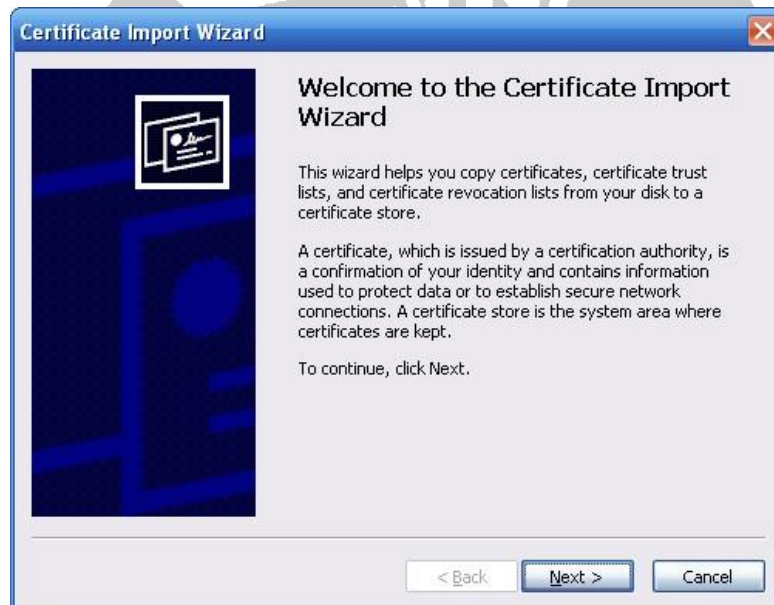 Certificate Import Wizard
Welcome to the Certificate Import
Wizard
This wizard helps you copy certificates, certificate trust
lists, and certificate revocation lists from your disk to a
certificate store.
A certificate, which is issued by a certification authority, is
a confirmation of your identity and contains information
used to protect data or to establish secure network
connections. A certificate store is the system area where
certificates are kept.
To continue, click Next.
< Back
Next >
Cancel